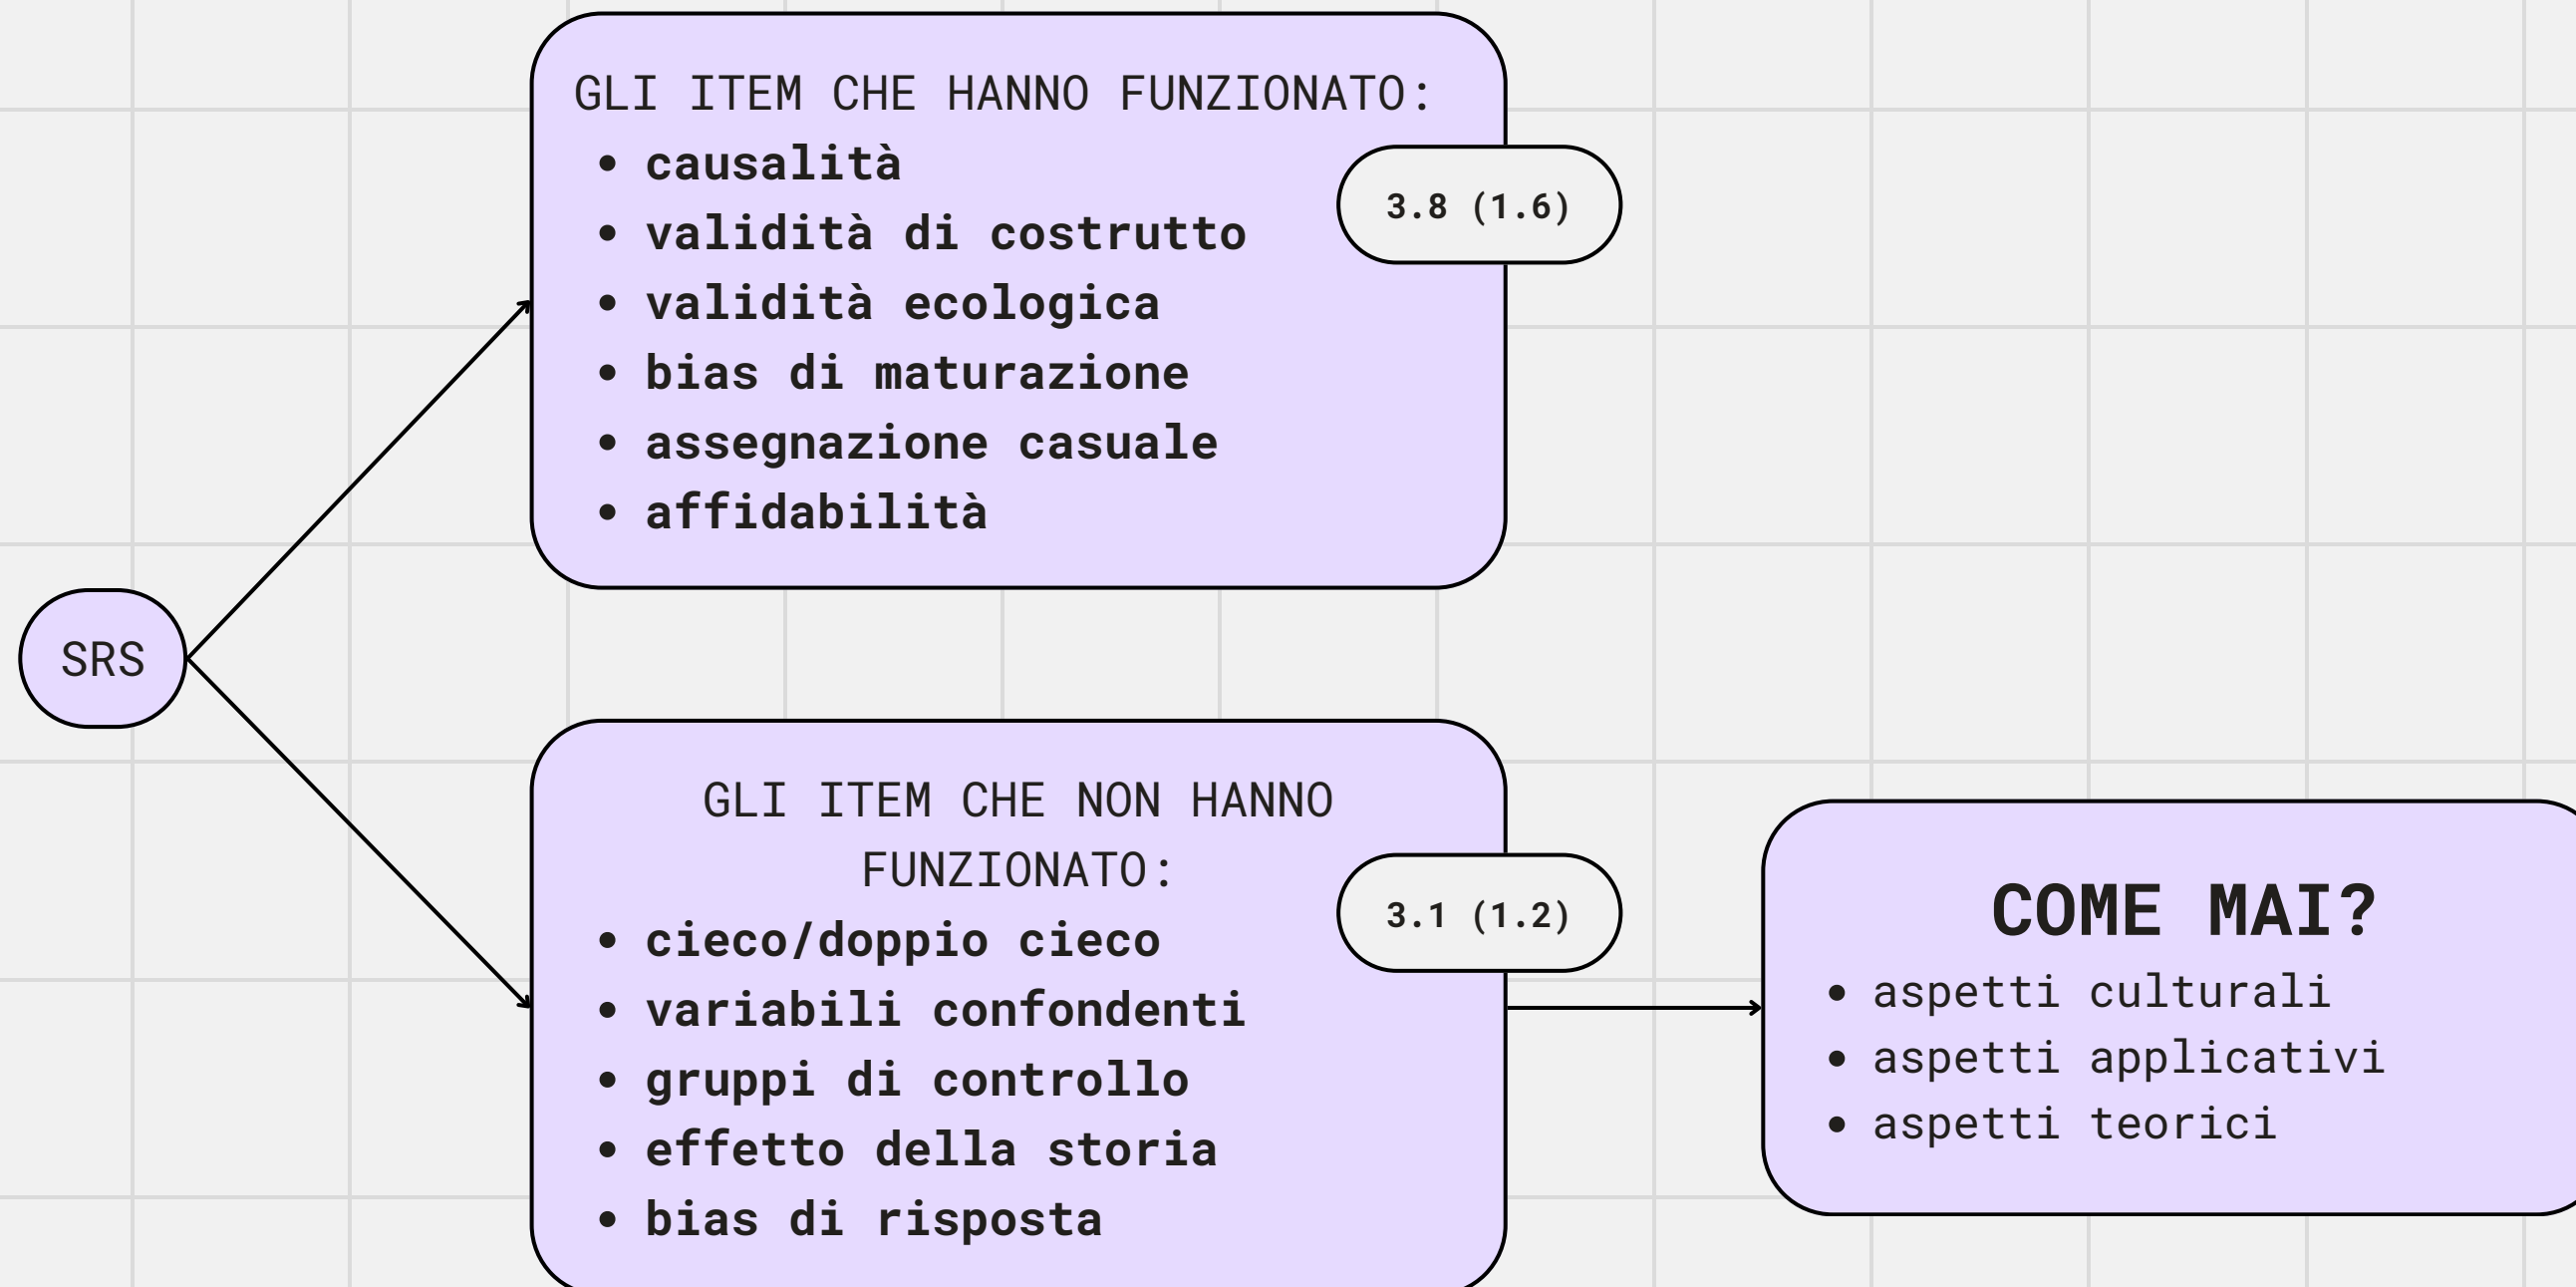 GLI ITEM CHE HANNO FUNZIONATO:
• causalità
• validità di costrutto
• validità ecologica
• bias di maturazione
• assegnazione casuale
• affidabilità
3.8 (1.6)
SRS
GLI ITEM CHE NON HANNO
FUNZIONATO:
• cieco/doppio cieco
• variabili confondenti
• gruppi di controllo
• effetto della storia
• bias di risposta
3.1 (1.2)
COME MAI?
• aspetti culturali
• aspetti applicativi
• aspetti teorici